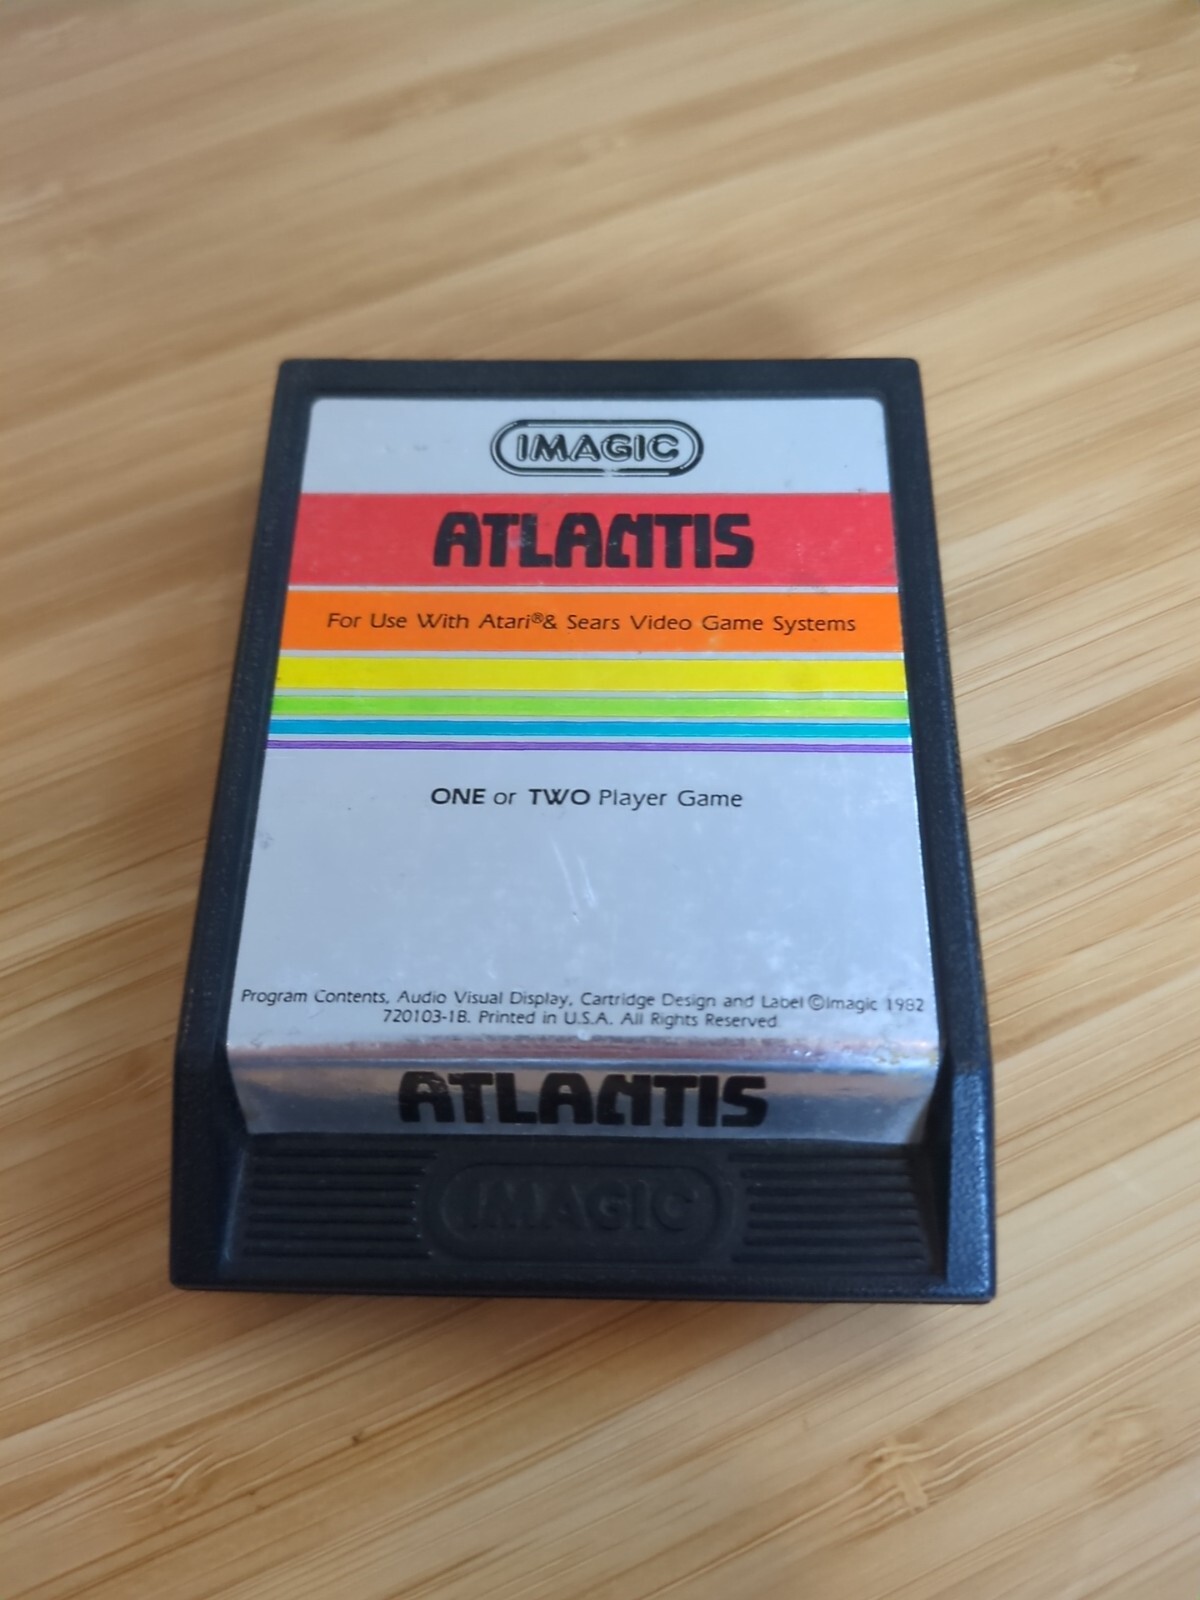 IMAGIC
ATLANTIS
For Use With Atari®& Sears Video Game Systems
ONE or TWO Player Game
Program Contents, Audio Visual Display, Cartridge Design and Label ©Imagic 1982
720103-1B. Printed in U.S.A. All Rights Reserved
ATLANTIS
IMAGIC